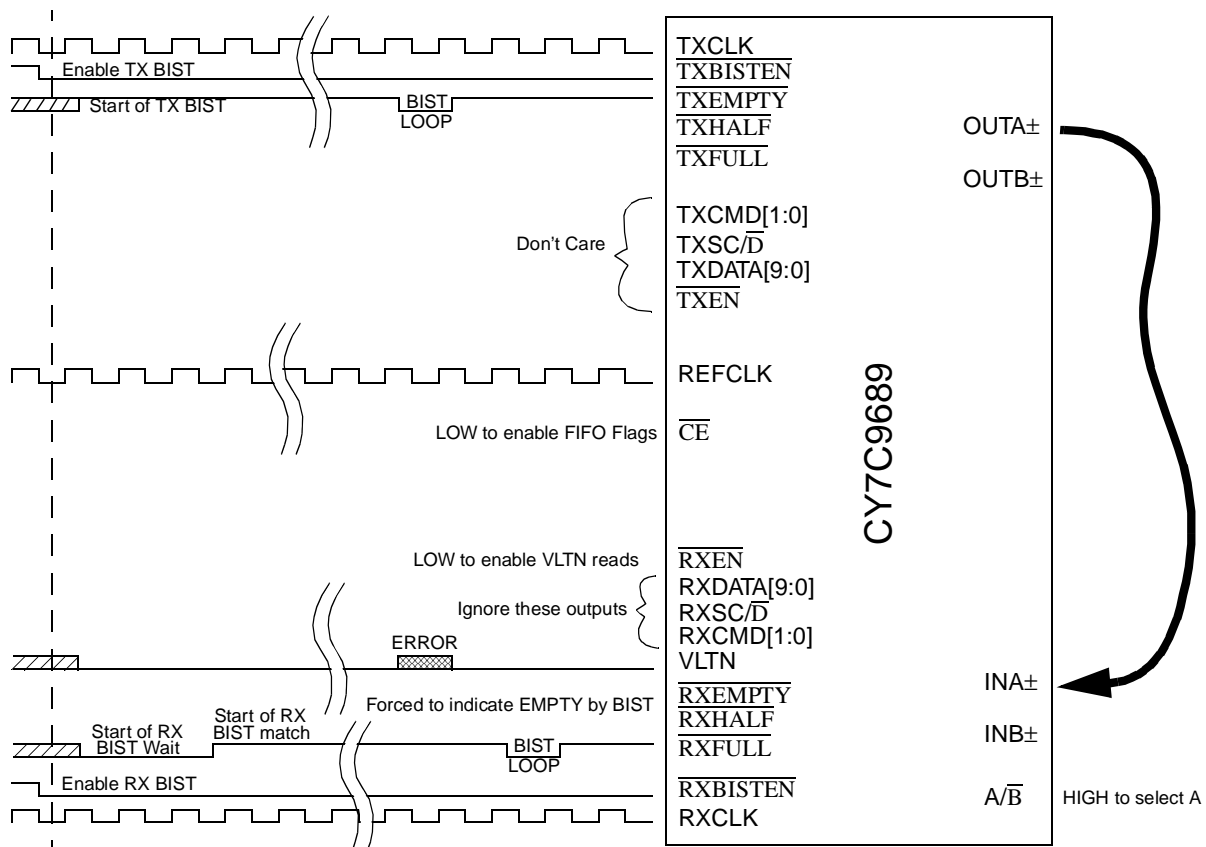 TXCLK
Enable TX BIST
TXBISTEN
Start of TX BIST
BIST
LOOP
TXEMPTY
TXHALF
OUTA±
TXFULL
OUTB±
TXCMD[1:0]
Don't Care
TXSC/D
TXDATA[9:0]
TXEN
REFCLK
LOW to enable FIFO Flags
CE
CY7C9689
LOW to enable VLTN reads
RXEN
RXDATA[9:0]
Ignore these outputs
RXSC/D
RXCMD[1:0]
ERROR
VLTN
INA±
Forced to indicate EMPTY by BIST
RXEMPTY
RXHALF
Start of RX
BIST Wait
Start of RX
BIST match
BIST
LOOP
RXFULL
INB±
Enable RX BIST
RXBISTEN
A/B
HIGH to select A
RXCLK